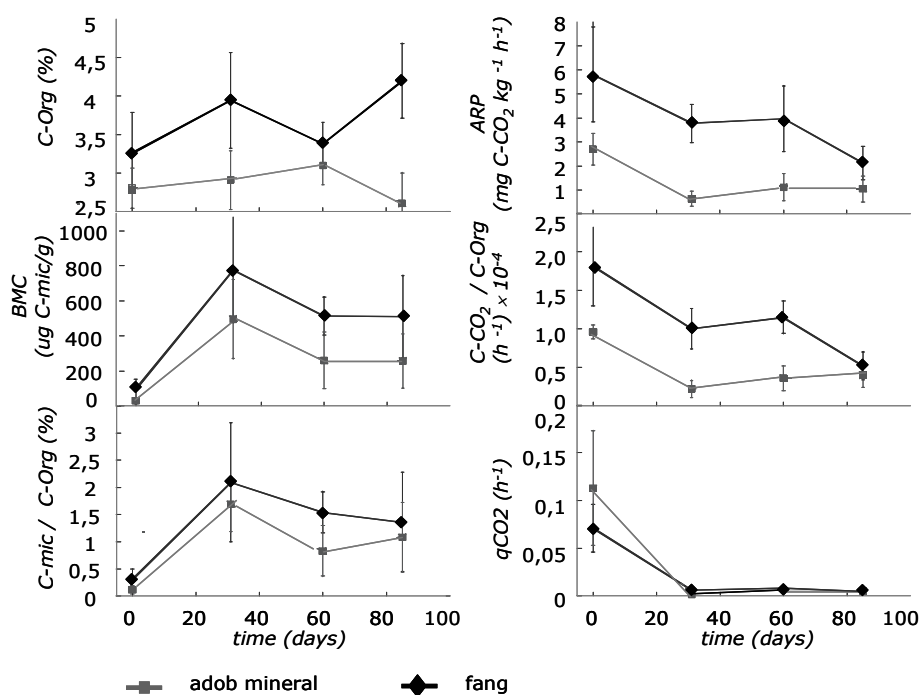 C-Org (%)
5
4,5
4
3,5
3
2,5
BMC
(ug C-mic/g)
1000
800
600
400
200
0
C-mic / C-Org (%)
3
2,5
2
1,5
1
0,5
0
0 20 40 60 80 100
time (days)
ARP
(mg C-CO₂ kg ⁻¹ h⁻¹)
8
7
6
5
4
3
2
1
C-CO₂ / C-Org
(h ⁻¹) × 10⁻⁴
2,5
2,0
1,5
1,0
0,5
0
qCO2 (h⁻¹)
0,2
0,15
0,1
0,05
0
0 20 40 60 80 100
time (days)
adob mineral fang